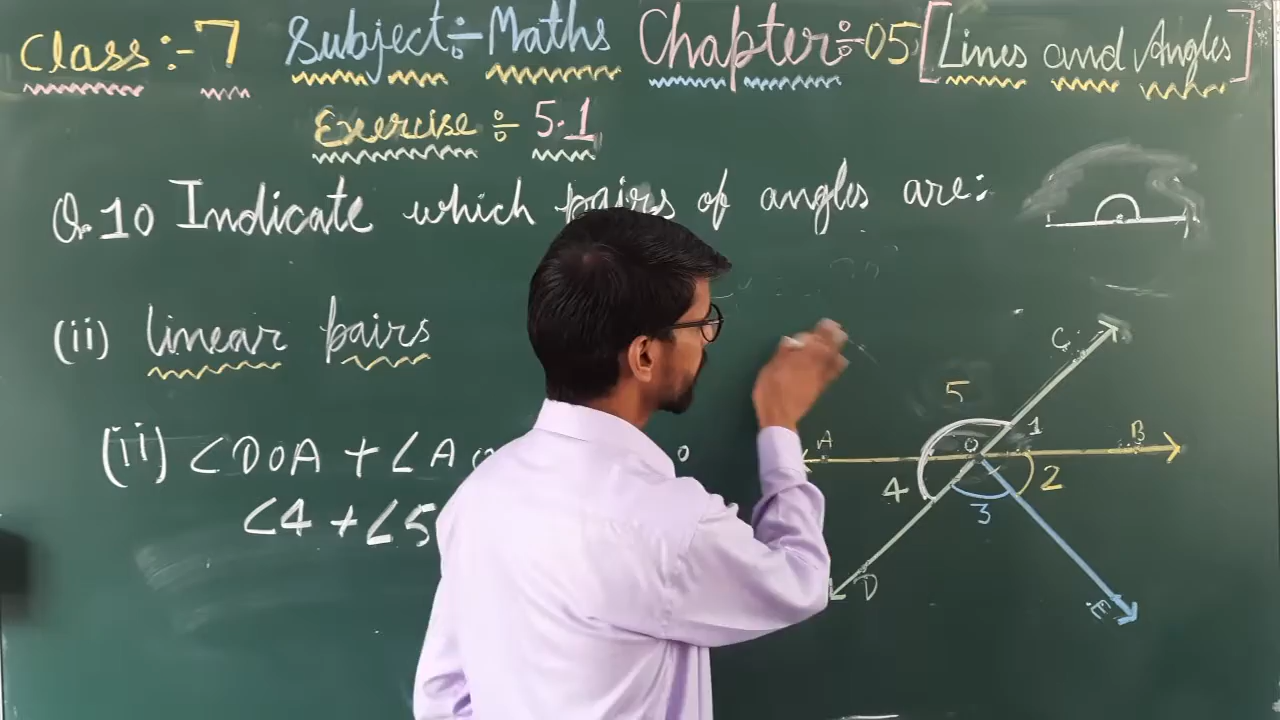 Class:- 7 Subject÷ Maths Chapter÷ 05 [Lines and Angles]
Exercise ÷ 5.1
Q.10 Indicate which pairs of angles are:
(ii) linear pairs
(ii) ∠DOA + ∠A
∠4 + ∠5
C
5
1
A
O
B
4
2
3
D
E